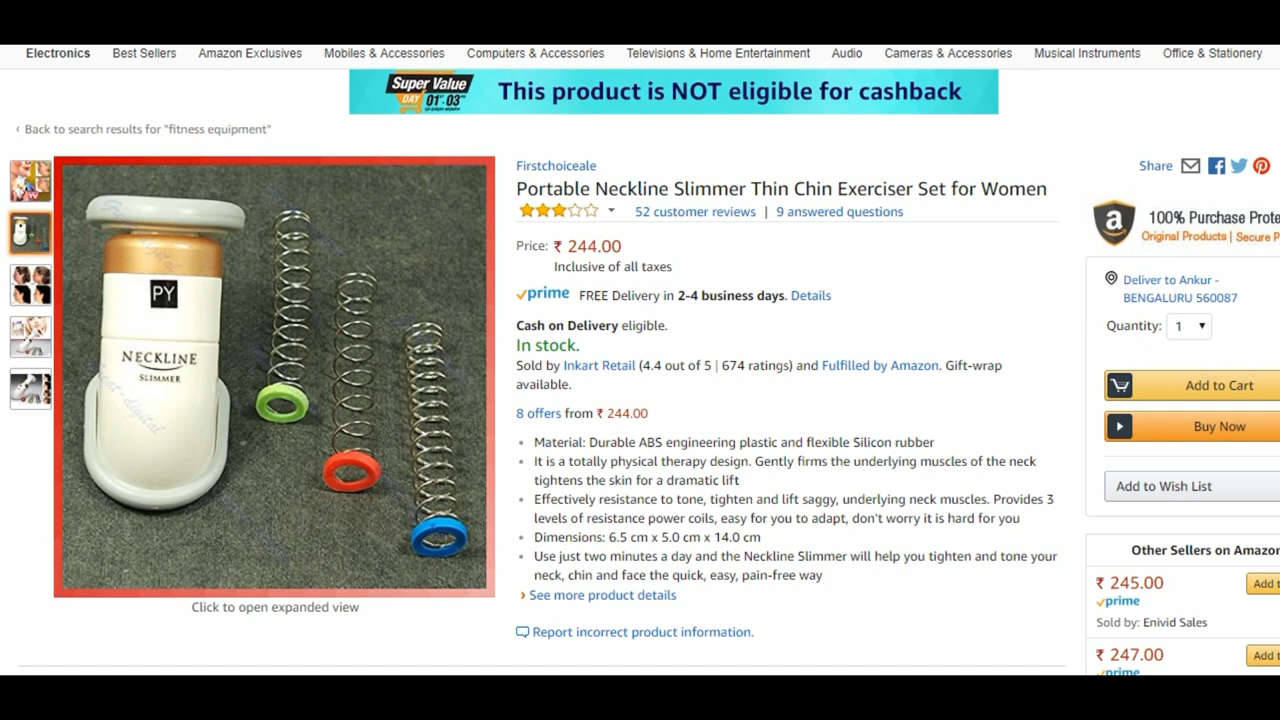 Electronics Best Sellers Amazon Exclusives Mobiles & Accessories Computers & Accessories Televisions & Home Entertainment Audio Cameras & Accessories Musical Instruments Office & Stationery
Super Value
DAY 01ST-03RD
OF EVERY MONTH
This product is NOT eligible for cashback
‹ Back to search results for "fitness equipment"
PY
NECKLINE
SLIMMER
Click to open expanded view
Firstchoiceale
Portable Neckline Slimmer Thin Chin Exerciser Set for Women
52 customer reviews | 9 answered questions
Price: ₹ 244.00
Inclusive of all taxes
prime FREE Delivery in 2-4 business days. Details
Cash on Delivery eligible.
In stock.
Sold by Inkart Retail (4.4 out of 5 | 674 ratings) and Fulfilled by Amazon. Gift-wrap
available.
8 offers from ₹ 244.00
• Material: Durable ABS engineering plastic and flexible Silicon rubber
• It is a totally physical therapy design. Gently firms the underlying muscles of the neck
tightens the skin for a dramatic lift
• Effectively resistance to tone, tighten and lift saggy, underlying neck muscles. Provides 3
levels of resistance power coils, easy for you to adapt, don't worry it is hard for you
• Dimensions: 6.5 cm x 5.0 cm x 14.0 cm
• Use just two minutes a day and the Neckline Slimmer will help you tighten and tone your
neck, chin and face the quick, easy, pain-free way
› See more product details
Report incorrect product information.
Share
a 100% Purchase Prote
Original Products | Secure P
Deliver to Ankur -
BENGALURU 560087
Quantity: 1
Add to Cart
Buy Now
Add to Wish List
Other Sellers on Amazon
₹ 245.00 Add t
prime
Sold by: Enivid Sales
₹ 247.00 Add t
prime